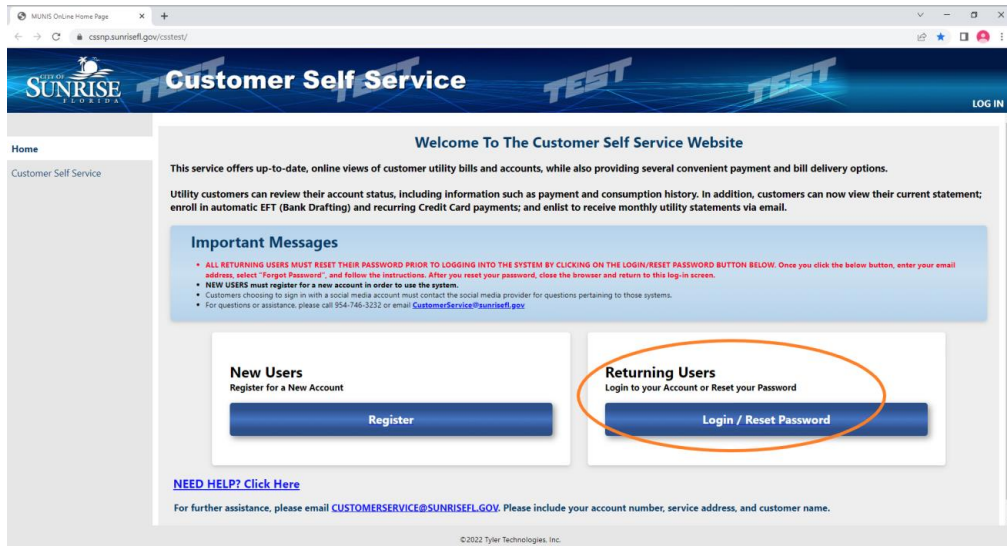 MUNIS OnLine Home Page
cssnp.sunrisefl.gov/csstest/
CITY OF
SUNRISE
FLORIDA
Customer Self Service
TEST
TEST
TEST
TEST
LOG IN
Home
Customer Self Service
Welcome To The Customer Self Service Website
This service offers up-to-date, online views of customer utility bills and accounts, while also providing several convenient payment and bill delivery options.
Utility customers can review their account status, including information such as payment and consumption history. In addition, customers can now view their current statement;
enroll in automatic EFT (Bank Drafting) and recurring Credit Card payments; and enlist to receive monthly utility statements via email.
Important Messages
• ALL RETURNING USERS MUST RESET THEIR PASSWORD PRIOR TO LOGGING INTO THE SYSTEM BY CLICKING ON THE LOGIN/RESET PASSWORD BUTTON BELOW. Once you click the below button, enter your email
address, select "Forgot Password", and follow the instructions. After you reset your password, close the browser and return to this log-in screen.
• NEW USERS must register for a new account in order to use the system.
• Customers choosing to sign in with a social media account must contact the social media provider for questions pertaining to those systems.
• For questions or assistance, please call 954-746-3232 or email CustomerService@sunrisefl.gov
New Users
Register for a New Account
Register
Returning Users
Login to your Account or Reset your Password
Login / Reset Password
NEED HELP? Click Here
For further assistance, please email CUSTOMERSERVICE@SUNRISEFL.GOV. Please include your account number, service address, and customer name.
©2022 Tyler Technologies, Inc.